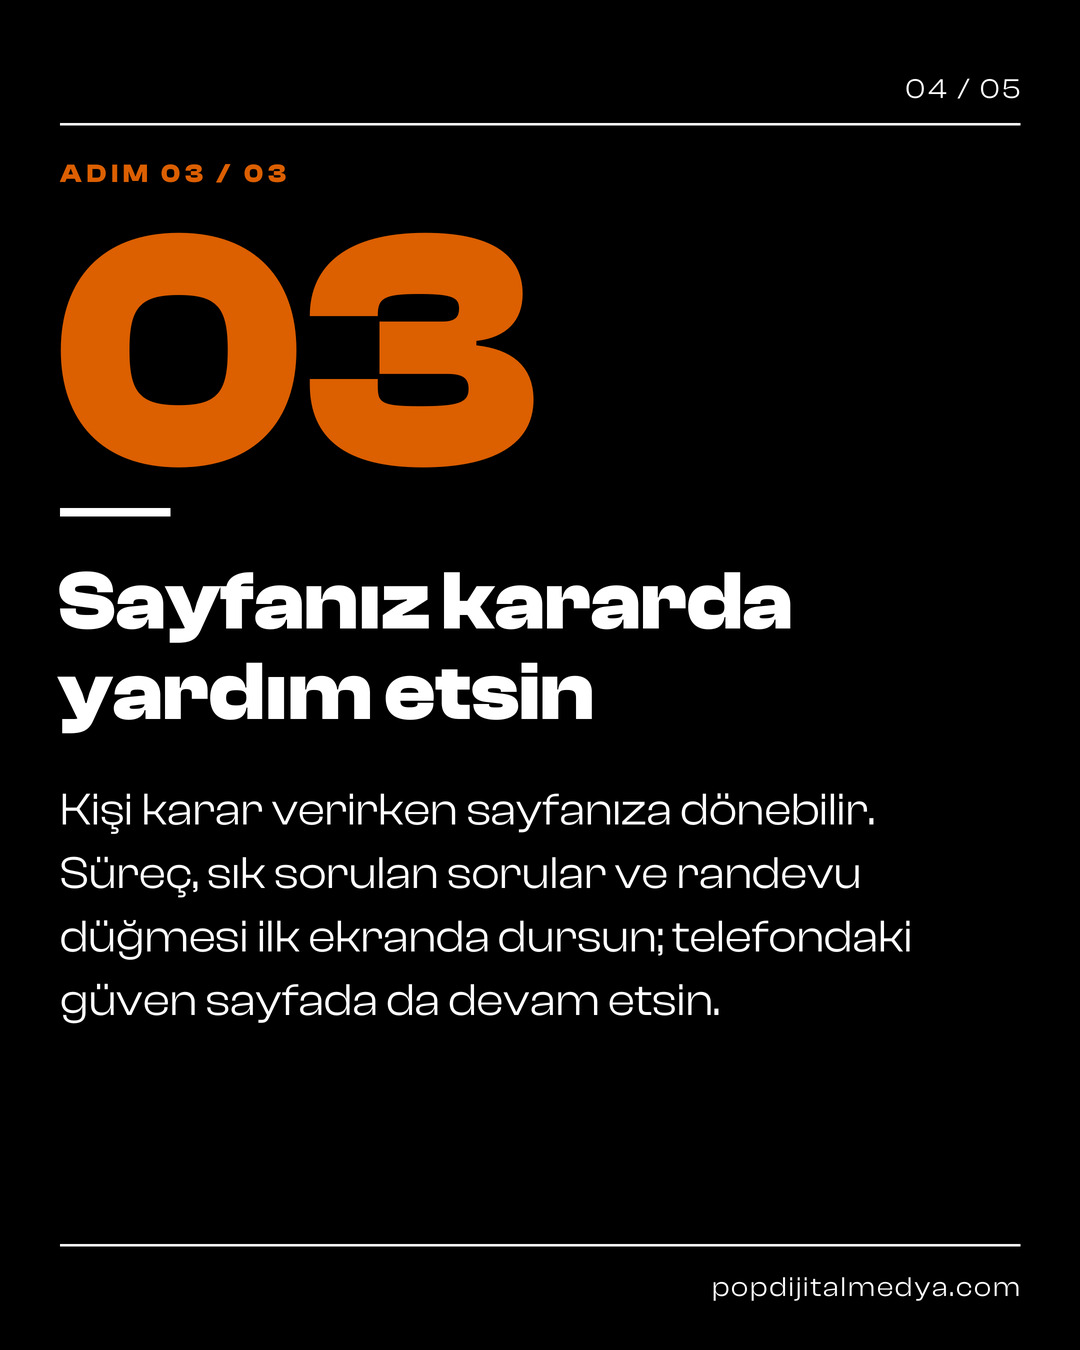 04 / 05
ADIM 03 / 03
03
Sayfanız kararda
yardım etsin
Kişi karar verirken sayfanıza dönebilir.
Süreç, sık sorulan sorular ve randevu
düğmesi ilk ekranda dursun; telefondaki
güven sayfada da devam etsin.
popdijitalmedya.com